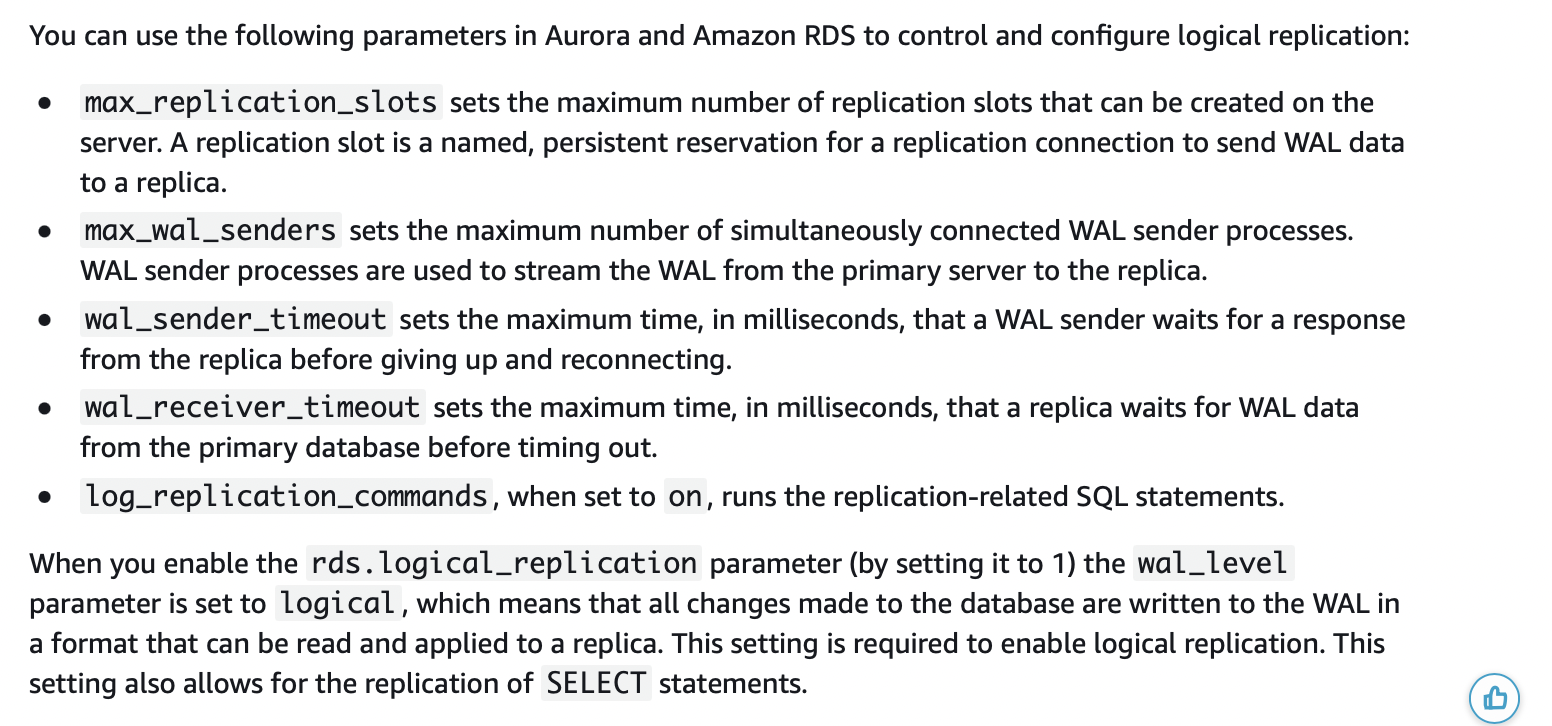 You can use the following parameters in Aurora and Amazon RDS to control and configure logical replication:
max_replication_slots sets the maximum number of replication slots that can be created on the
server. A replication slot is a named, persistent reservation for a replication connection to send WAL data
to a replica.
max_wal_senders sets the maximum number of simultaneously connected WAL sender processes.
WAL sender processes are used to stream the WAL from the primary server to the replica.
wal_sender_timeout sets the maximum time, in milliseconds, that a WAL sender waits for a response
from the replica before giving up and reconnecting.
wal_receiver_timeout sets the maximum time, in milliseconds, that a replica waits for WAL data
from the primary database before timing out.
log_replication_commands, when set to on, runs the replication-related SQL statements.
When you enable the rds.logical_replication parameter (by setting it to 1) the wal_level
parameter is set to logical, which means that all changes made to the database are written to the WAL in
a format that can be read and applied to a replica. This setting is required to enable logical replication. This
setting also allows for the replication of SELECT statements.